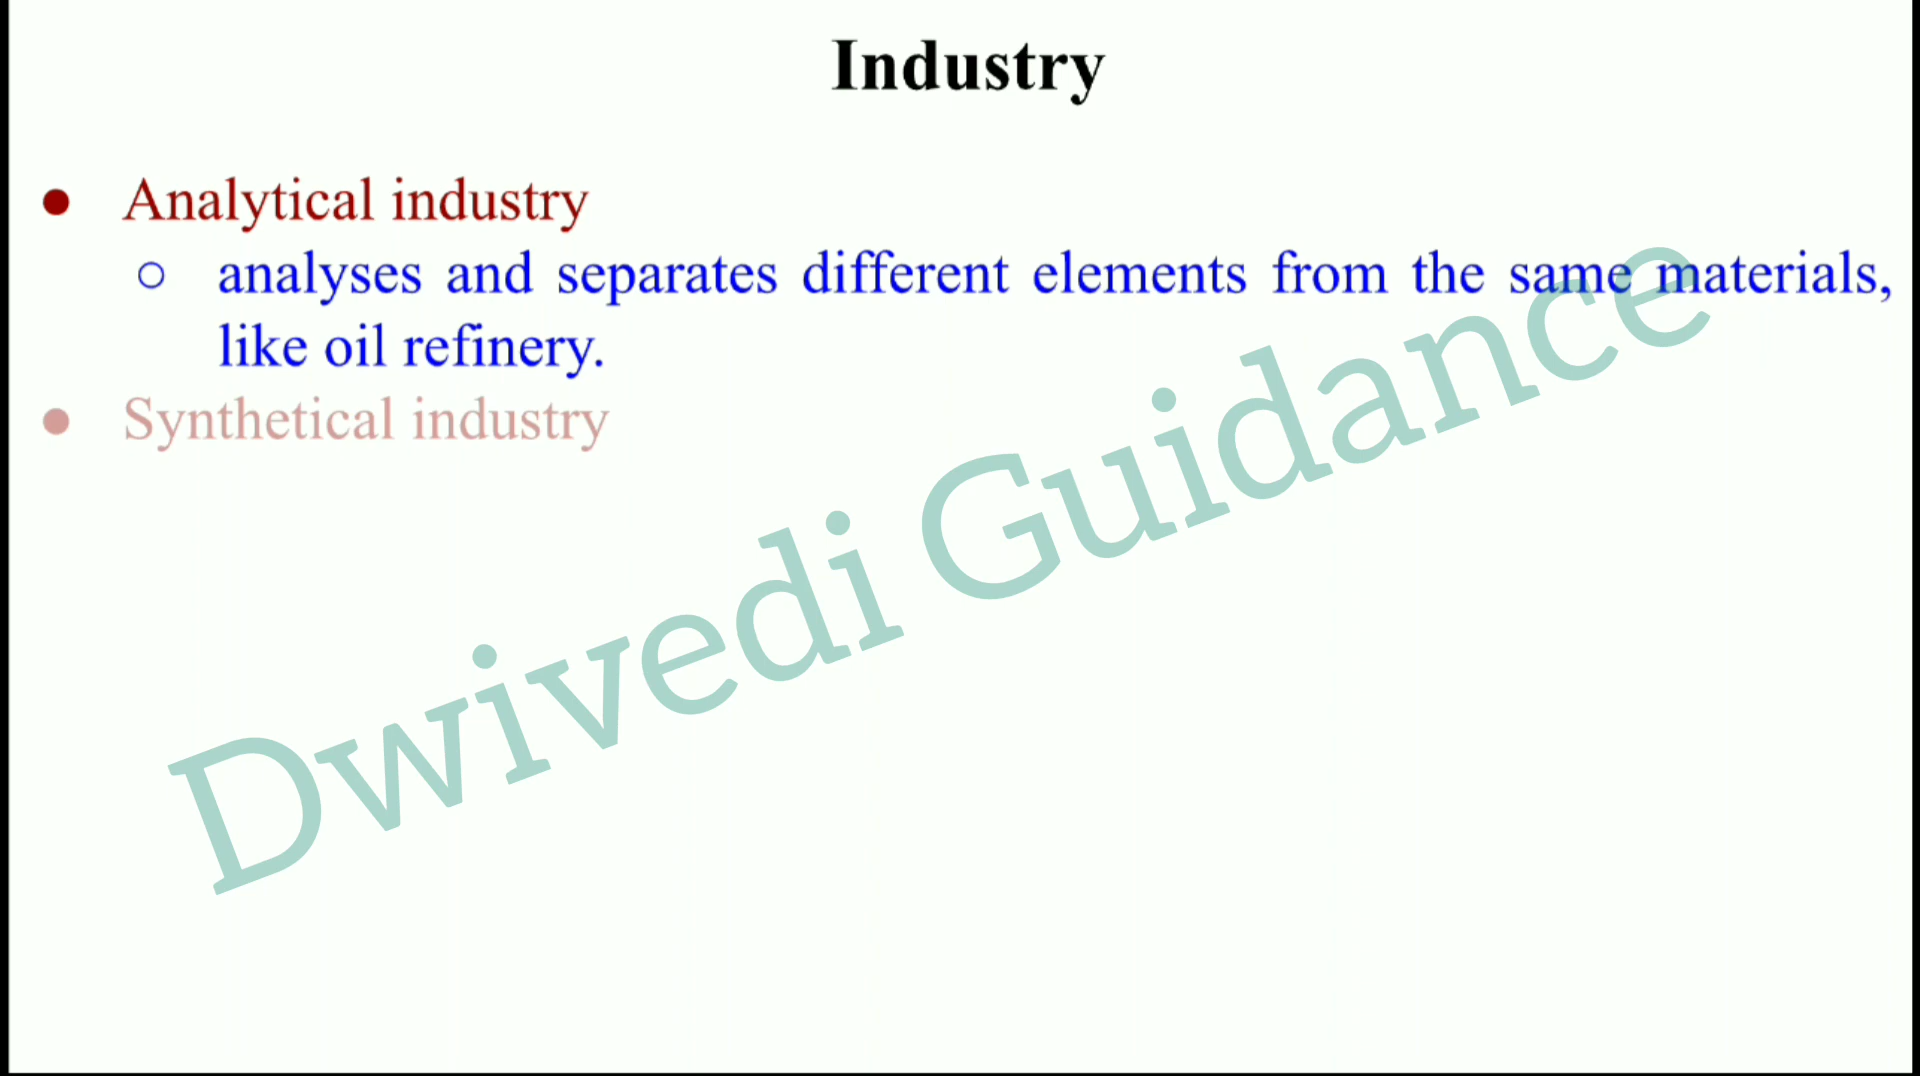 Industry
● Analytical industry
○ analyses and separates different elements from the same materials,
like oil refinery.
● Synthetical industry
Dwivedi Guidance